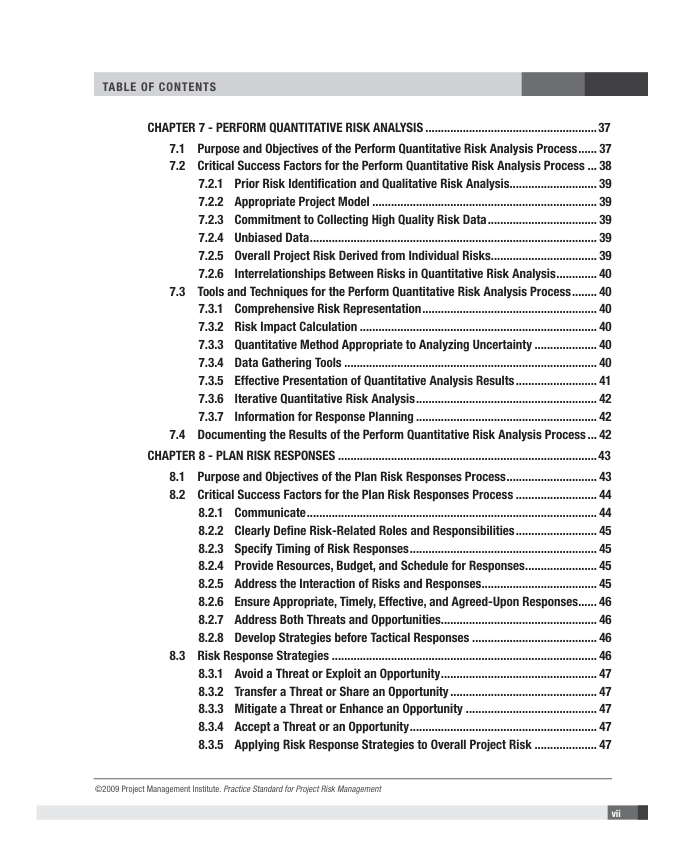 TABLE OF CONTENTS
CHAPTER 7 - PERFORM QUANTITATIVE RISK ANALYSIS ........................................................ 37
7.1 Purpose and Objectives of the Perform Quantitative Risk Analysis Process...... 37
7.2 Critical Success Factors for the Perform Quantitative Risk Analysis Process ... 38
7.2.1 Prior Risk Identification and Qualitative Risk Analysis............................ 39
7.2.2 Appropriate Project Model ......................................................................... 39
7.2.3 Commitment to Collecting High Quality Risk Data.................................... 39
7.2.4 Unbiased Data.............................................................................................. 39
7.2.5 Overall Project Risk Derived from Individual Risks.................................. 39
7.2.6 Interrelationships Between Risks in Quantitative Risk Analysis............. 40
7.3 Tools and Techniques for the Perform Quantitative Risk Analysis Process........ 40
7.3.1 Comprehensive Risk Representation......................................................... 40
7.3.2 Risk Impact Calculation ............................................................................. 40
7.3.3 Quantitative Method Appropriate to Analyzing Uncertainty .................... 40
7.3.4 Data Gathering Tools .................................................................................. 40
7.3.5 Effective Presentation of Quantitative Analysis Results.......................... 41
7.3.6 Iterative Quantitative Risk Analysis........................................................... 42
7.3.7 Information for Response Planning ........................................................... 42
7.4 Documenting the Results of the Perform Quantitative Risk Analysis Process ... 42
CHAPTER 8 - PLAN RISK RESPONSES .................................................................................... 43
8.1 Purpose and Objectives of the Plan Risk Responses Process............................. 43
8.2 Critical Success Factors for the Plan Risk Responses Process .......................... 44
8.2.1 Communicate............................................................................................... 44
8.2.2 Clearly Define Risk-Related Roles and Responsibilities.......................... 45
8.2.3 Specify Timing of Risk Responses............................................................. 45
8.2.4 Provide Resources, Budget, and Schedule for Responses....................... 45
8.2.5 Address the Interaction of Risks and Responses..................................... 45
8.2.6 Ensure Appropriate, Timely, Effective, and Agreed-Upon Responses...... 46
8.2.7 Address Both Threats and Opportunities................................................... 46
8.2.8 Develop Strategies before Tactical Responses ........................................ 46
8.3 Risk Response Strategies ...................................................................................... 46
8.3.1 Avoid a Threat or Exploit an Opportunity................................................... 47
8.3.2 Transfer a Threat or Share an Opportunity................................................ 47
8.3.3 Mitigate a Threat or Enhance an Opportunity .......................................... 47
8.3.4 Accept a Threat or an Opportunity............................................................. 47
8.3.5 Applying Risk Response Strategies to Overall Project Risk .................... 47
©2009 Project Management Institute. Practice Standard for Project Risk Management
vii